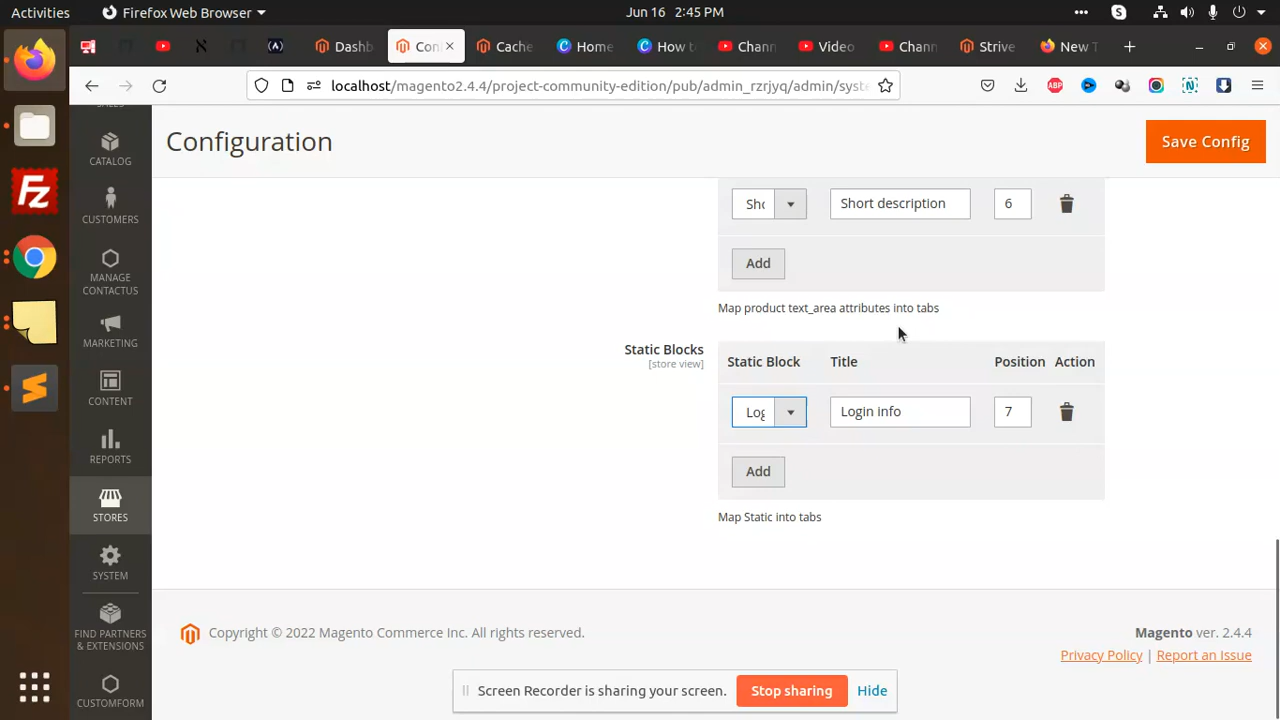 Activities
Firefox Web Browser
Jun 16 2:45 PM
Dashb
Con
Cache
Home
How to
Chann
Video
Chann
Strive
New T
localhost/magento2.4.4/project-community-edition/pub/admin_rzrjyq/admin/syste
ABP
Configuration
Save Config
CATALOG
CUSTOMERS
MANAGE
CONTACTUS
MARKETING
CONTENT
REPORTS
STORES
SYSTEM
FIND PARTNERS
& EXTENSIONS
CUSTOMFORM
Sho
Short description
6
Add
Map product text_area attributes into tabs
Static Blocks
[store view]
Static Block
Title
Position
Action
Log
Login info
7
Add
Map Static into tabs
Copyright © 2022 Magento Commerce Inc. All rights reserved.
Magento ver. 2.4.4
Privacy Policy | Report an Issue
Screen Recorder is sharing your screen.
Stop sharing
Hide